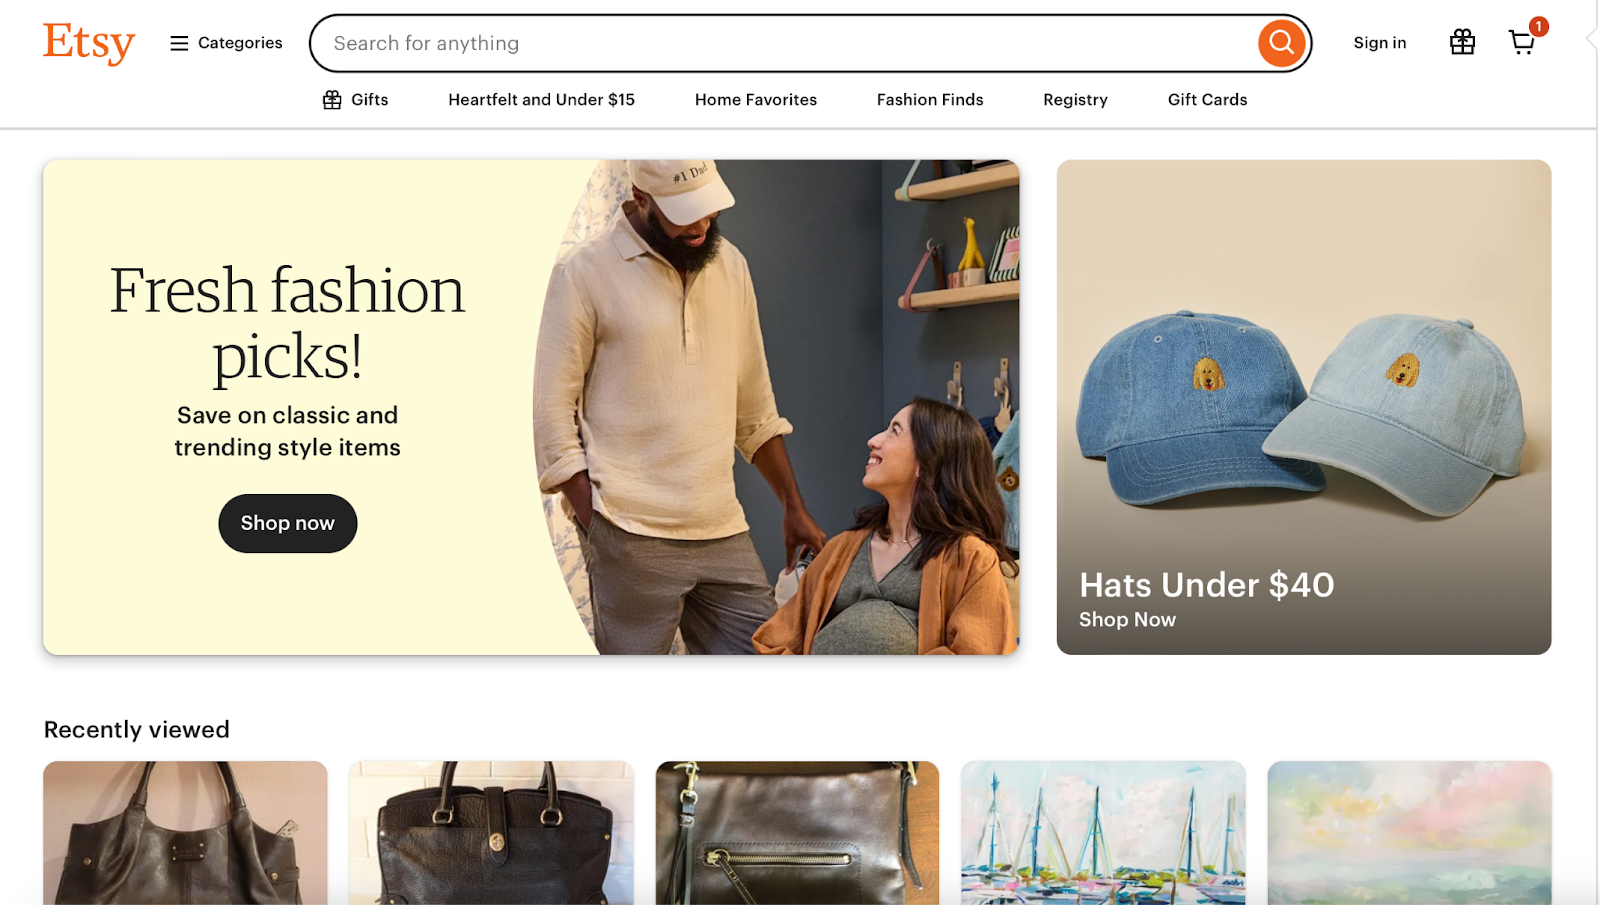 Etsy
Categories
Search for anything
Sign in
1
Gifts
Heartfelt and Under $15
Home Favorites
Fashion Finds
Registry
Gift Cards
#1 Dad
Fresh fashion
picks!
Save on classic and
trending style items
Shop now
Hats Under $40
Shop Now
Recently viewed